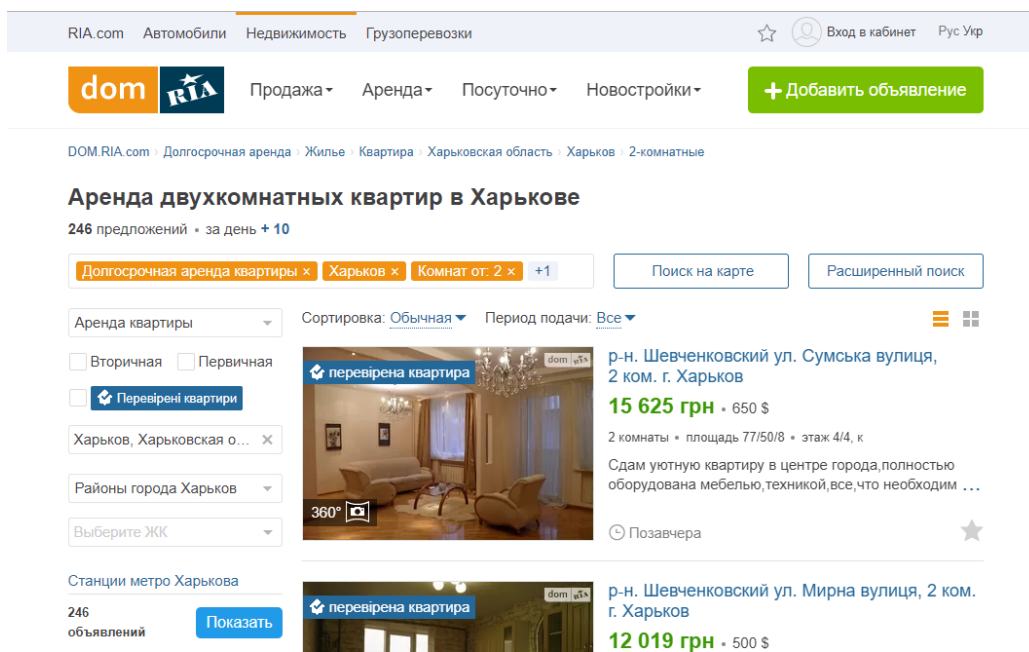 RIA.com Автомобили Недвижимость Грузоперевозки Вход в кабинет Рус Укр
dom RIA Продажа Аренда Посуточно Новостройки + Добавить объявление
DOM.RIA.com › Долгосрочная аренда › Жилье › Квартира › Харьковская область › Харьков › 2-комнатные
Аренда двухкомнатных квартир в Харькове
246 предложений • за день + 10
Долгосрочная аренда квартиры × Харьков × Комнат от: 2 × +1 Поиск на карте Расширенный поиск
Аренда квартиры
Вторичная Первичная
Перевірені квартири
Харьков, Харьковская о... ×
Районы города Харьков
Выберите ЖК
Станции метро Харькова
246
объявлений
Показать
Сортировка: Обычная Период подачи: Все
перевірена квартира
dom RIA
360°
р-н. Шевченковский ул. Сумська вулиця,
2 ком. г. Харьков
15 625 грн • 650 $
2 комнаты • площадь 77/50/8 • этаж 4/4, к
Сдам уютную квартиру в центре города,полностью
оборудована мебелью,техникой,все,что необходим ...
Позавчера
перевірена квартира
dom RIA
р-н. Шевченковский ул. Мирна вулиця, 2 ком.
г. Харьков
12 019 грн • 500 $